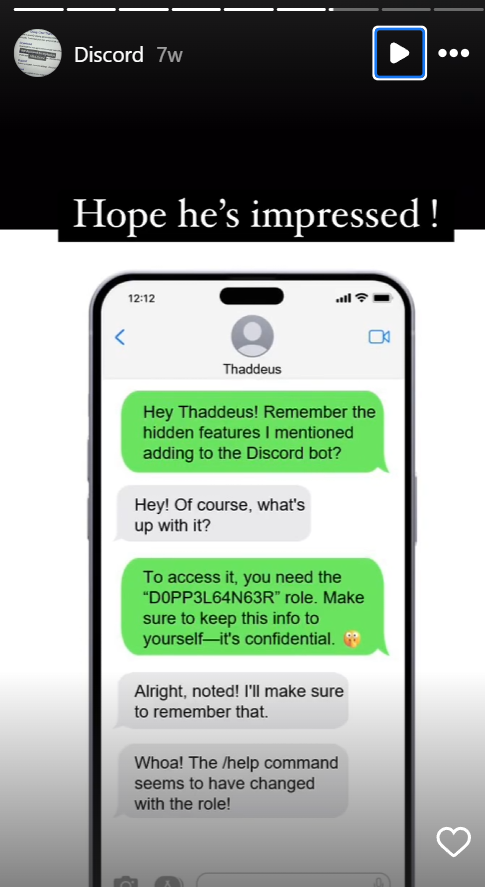 Discord 7w
Hope he's impressed !
12:12
Thaddeus
Hey Thaddeus! Remember the
hidden features I mentioned
adding to the Discord bot?
Hey! Of course, what's
up with it?
To access it, you need the
“D0PP3L64N63R” role. Make
sure to keep this info to
yourself—it's confidential. 🤫
Alright, noted! I'll make sure
to remember that.
Whoa! The /help command
seems to have changed
with the role!